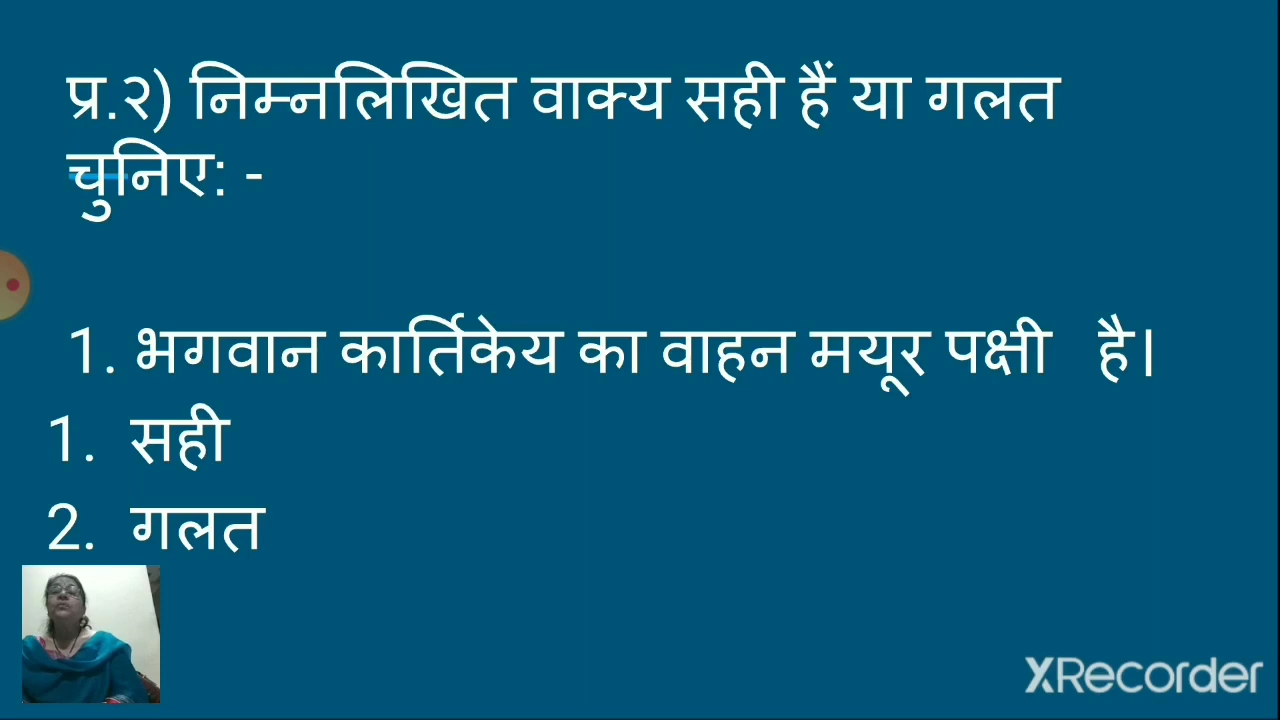 प्र.२) निम्नलिखित वाक्य सही हैं या गलत
चुनिए: -
1. भगवान कार्तिकेय का वाहन मयूर पक्षी है।
1. सही
2. गलत
XRecorder